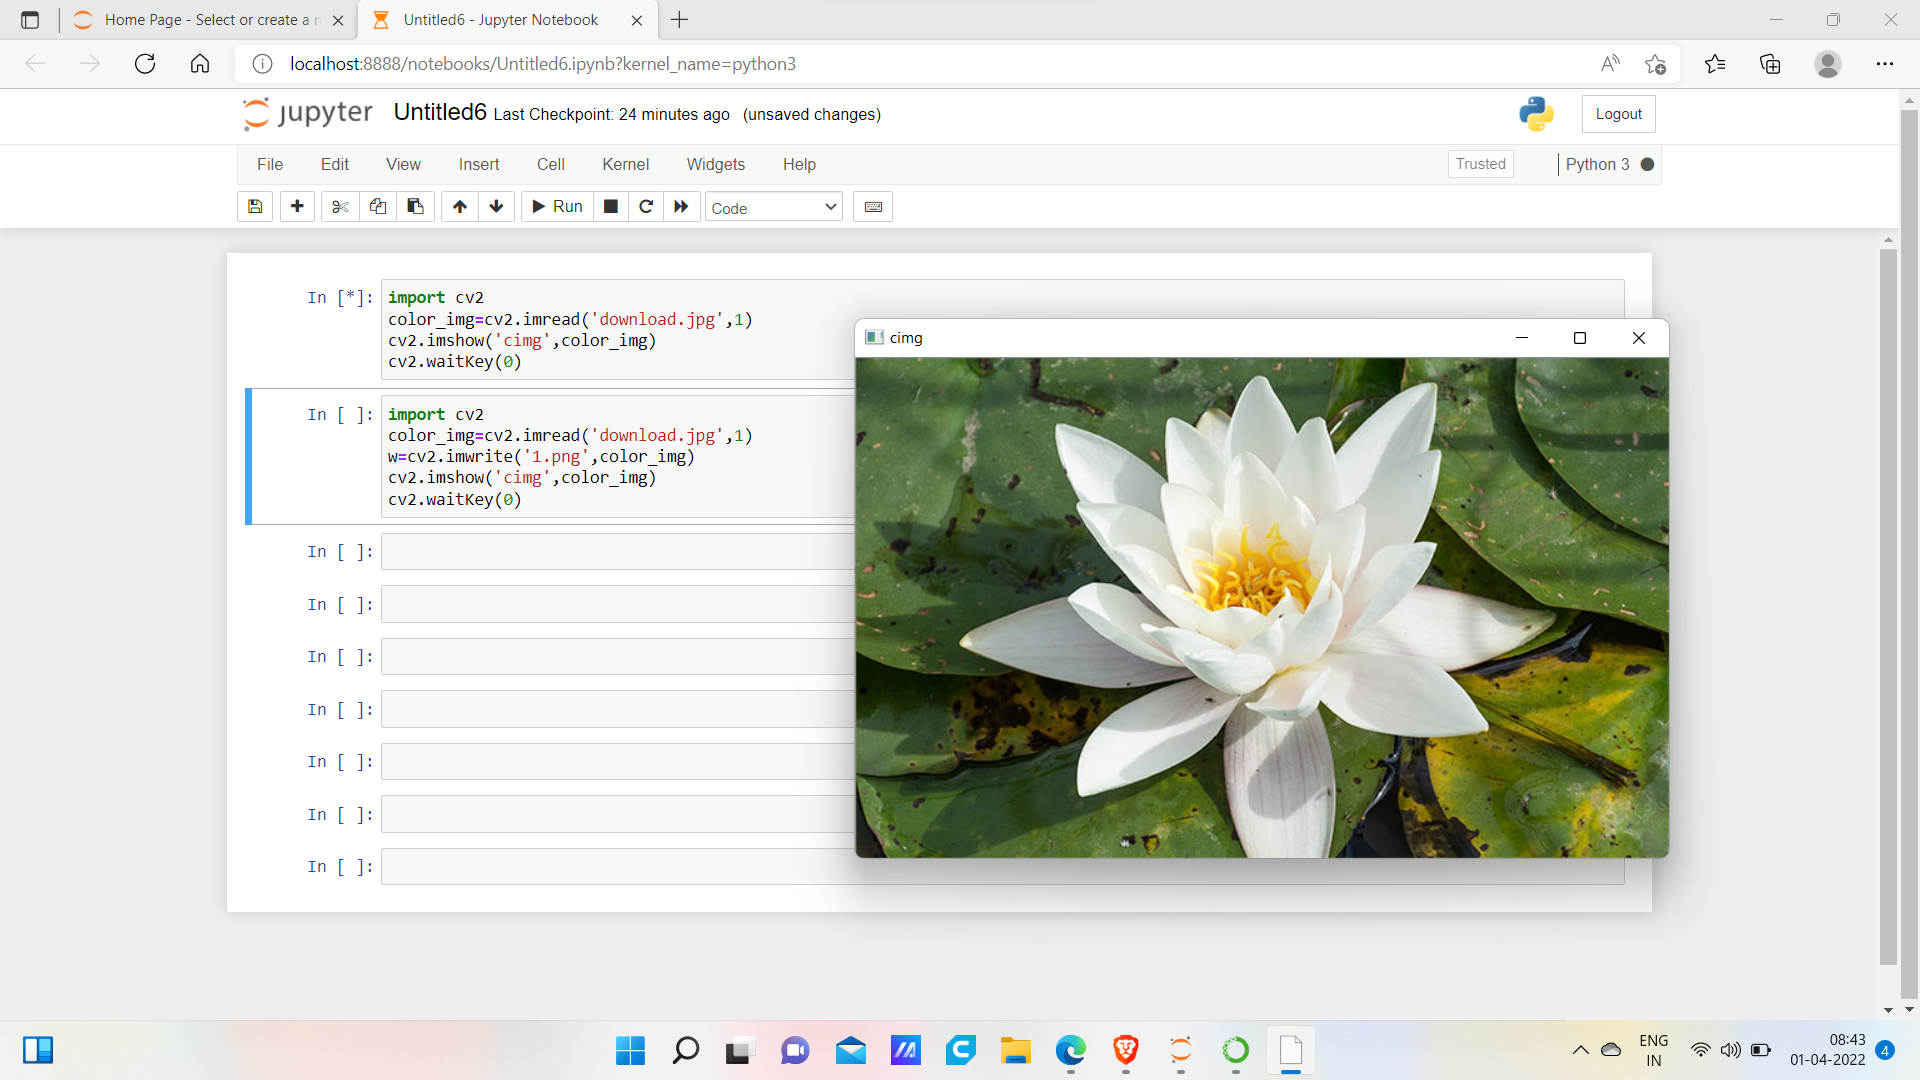 Home Page - Select or create a n
Untitled6 - Jupyter Notebook
localhost:8888/notebooks/Untitled6.ipynb?kernel_name=python3
jupyter Untitled6 Last Checkpoint: 24 minutes ago (unsaved changes)
Logout
File Edit View Insert Cell Kernel Widgets Help
Trusted
Python 3
Run
Code
In [*]:
import cv2
color_img=cv2.imread('download.jpg',1)
cv2.imshow('cimg',color_img)
cv2.waitKey(0)
In [ ]:
import cv2
color_img=cv2.imread('download.jpg',1)
w=cv2.imwrite('1.png',color_img)
cv2.imshow('cimg',color_img)
cv2.waitKey(0)
In [ ]:
In [ ]:
In [ ]:
In [ ]:
In [ ]:
In [ ]:
In [ ]:
cimg
ENG
IN
08:43
01-04-2022
4